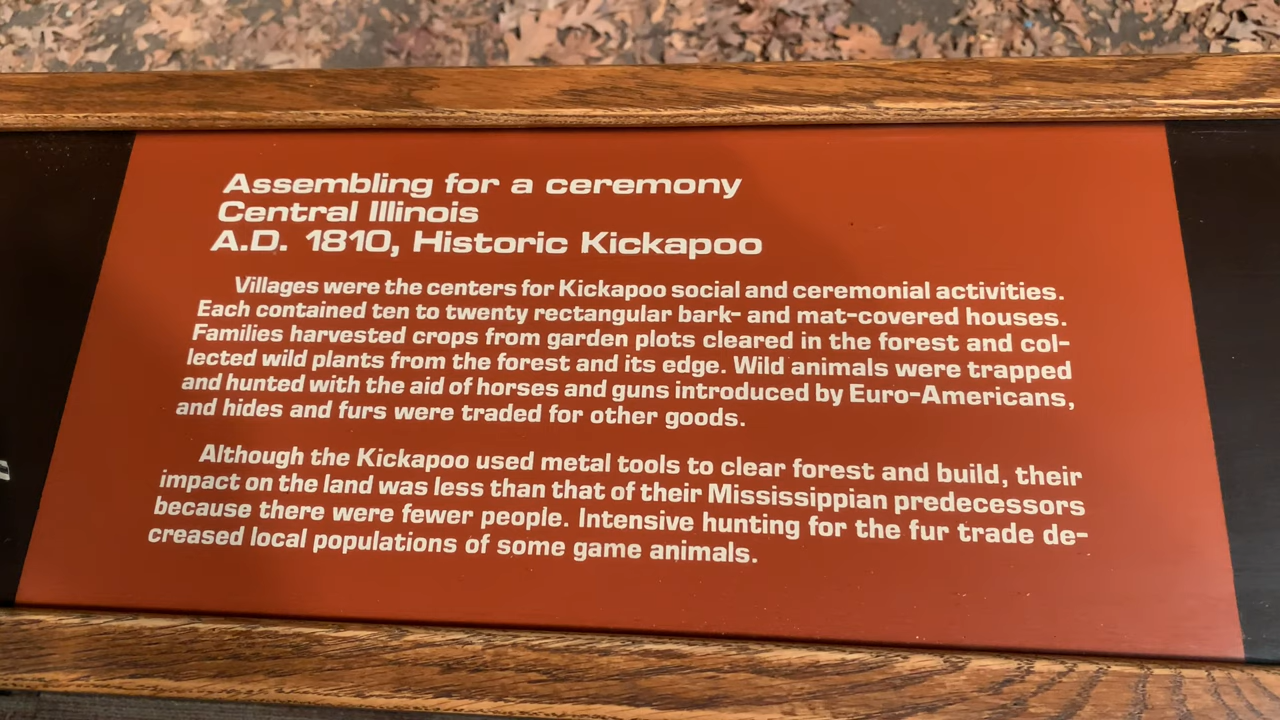 Assembling for a ceremony
Central Illinois
A.D. 1810, Historic Kickapoo
Villages were the centers for Kickapoo social and ceremonial activities.
Each contained ten to twenty rectangular bark- and mat-covered houses.
Families harvested crops from garden plots cleared in the forest and col-
lected wild plants from the forest and its edge. Wild animals were trapped
and hunted with the aid of horses and guns introduced by Euro-Americans,
and hides and furs were traded for other goods.
Although the Kickapoo used metal tools to clear forest and build, their
impact on the land was less than that of their Mississippian predecessors
because there were fewer people. Intensive hunting for the fur trade de-
creased local populations of some game animals.